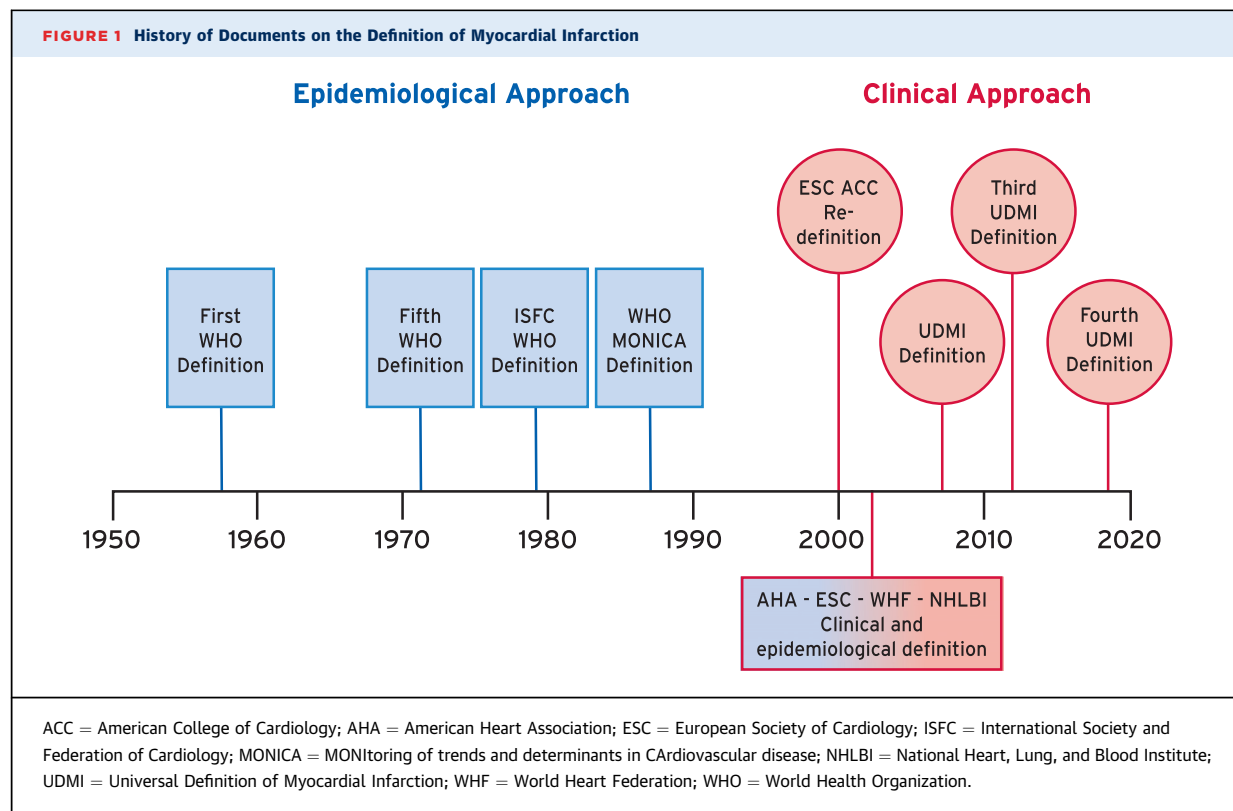 FIGURE 1 History of Documents on the Definition of Myocardial Infarction
Epidemiological Approach
Clinical Approach
First
WHO
Definition
Fifth
WHO
Definition
ISFC
WHO
Definition
WHO
MONICA
Definition
ESC ACC
Re-
definition
UDMI
Definition
Third
UDMI
Definition
Fourth
UDMI
Definition
1950
1960
1970
1980
1990
2000
2010
2020
AHA - ESC - WHF - NHLBI
Clinical and
epidemiological definition
ACC = American College of Cardiology; AHA = American Heart Association; ESC = European Society of Cardiology; ISFC = International Society and
Federation of Cardiology; MONICA = MONItoring of trends and determinants in CArdiovascular disease; NHLBI = National Heart, Lung, and Blood Institute;
UDMI = Universal Definition of Myocardial Infarction; WHF = World Heart Federation; WHO = World Health Organization.